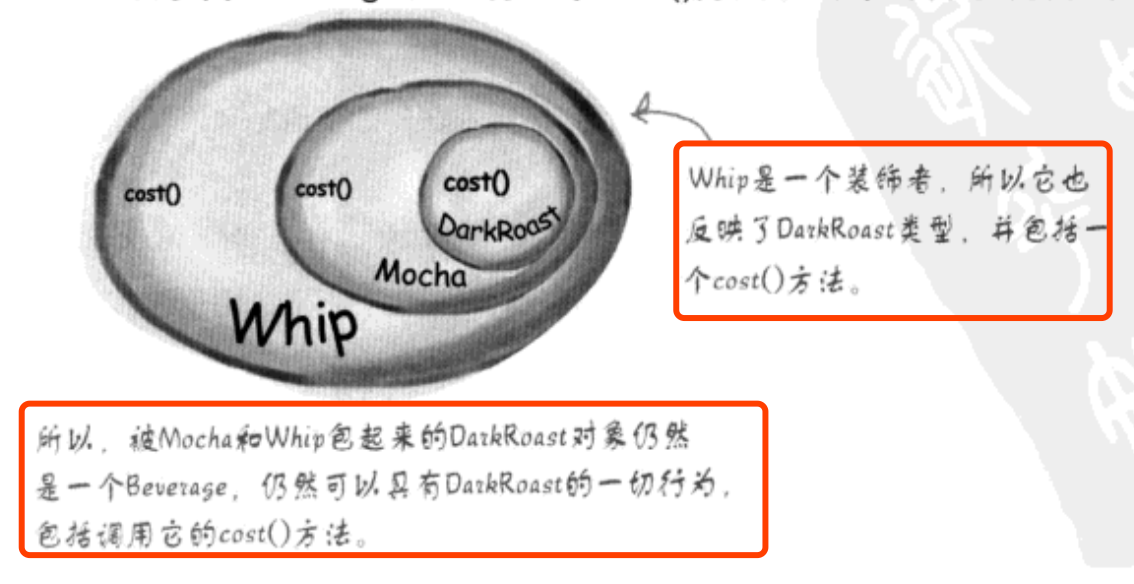 cost()
cost()
cost()
DarkRoast
Mocha
Whip
Whip是一个装饰者，所以它也
反映了DarkRoast类型，并包括一
个cost()方法。
所以，被Mocha和Whip包起来的DarkRoast对象仍然
是一个Beverage，仍然可以具有DarkRoast的一切行为，
包括调用它的cost()方法。